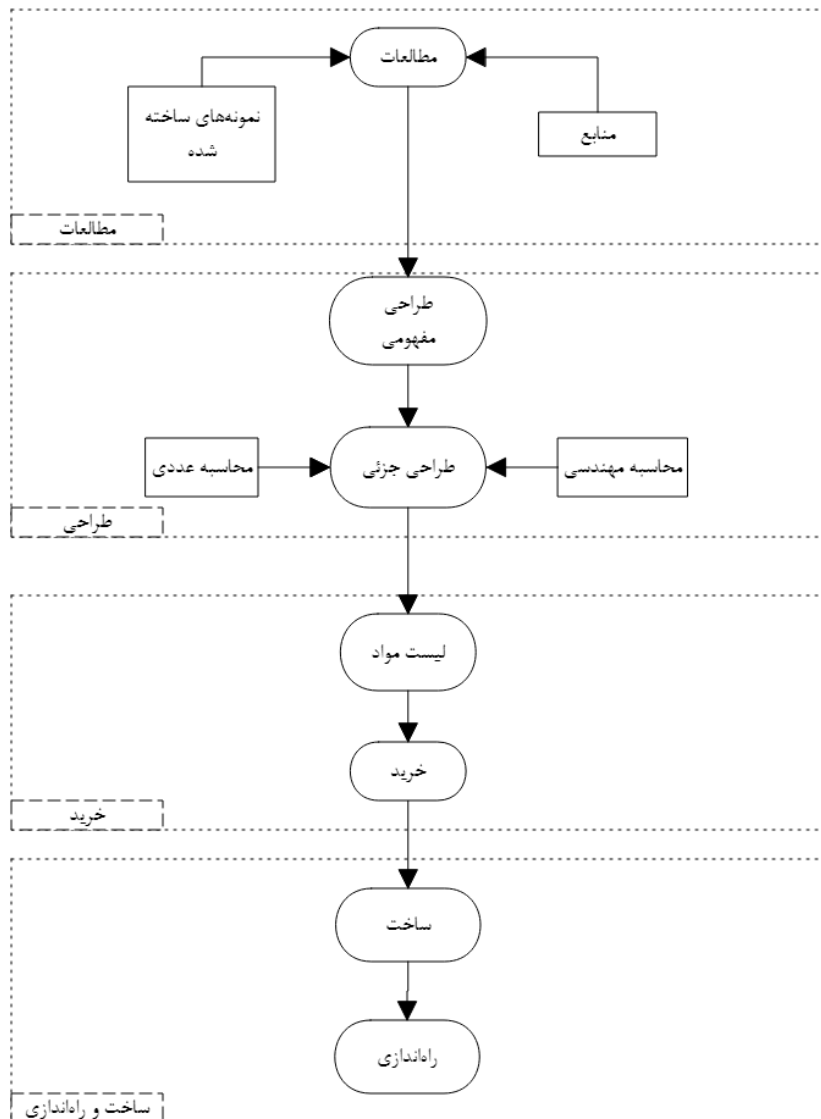 مطالعات
نمونه‌های ساخته
شده
منابع
مطالعات
طراحی
مفهومی
محاسبه مهندسی
طراحی جزئی
محاسبه عددی
طراحی
لیست مواد
خرید
خرید
ساخت
راه‌اندازی
ساخت و راه‌اندازی